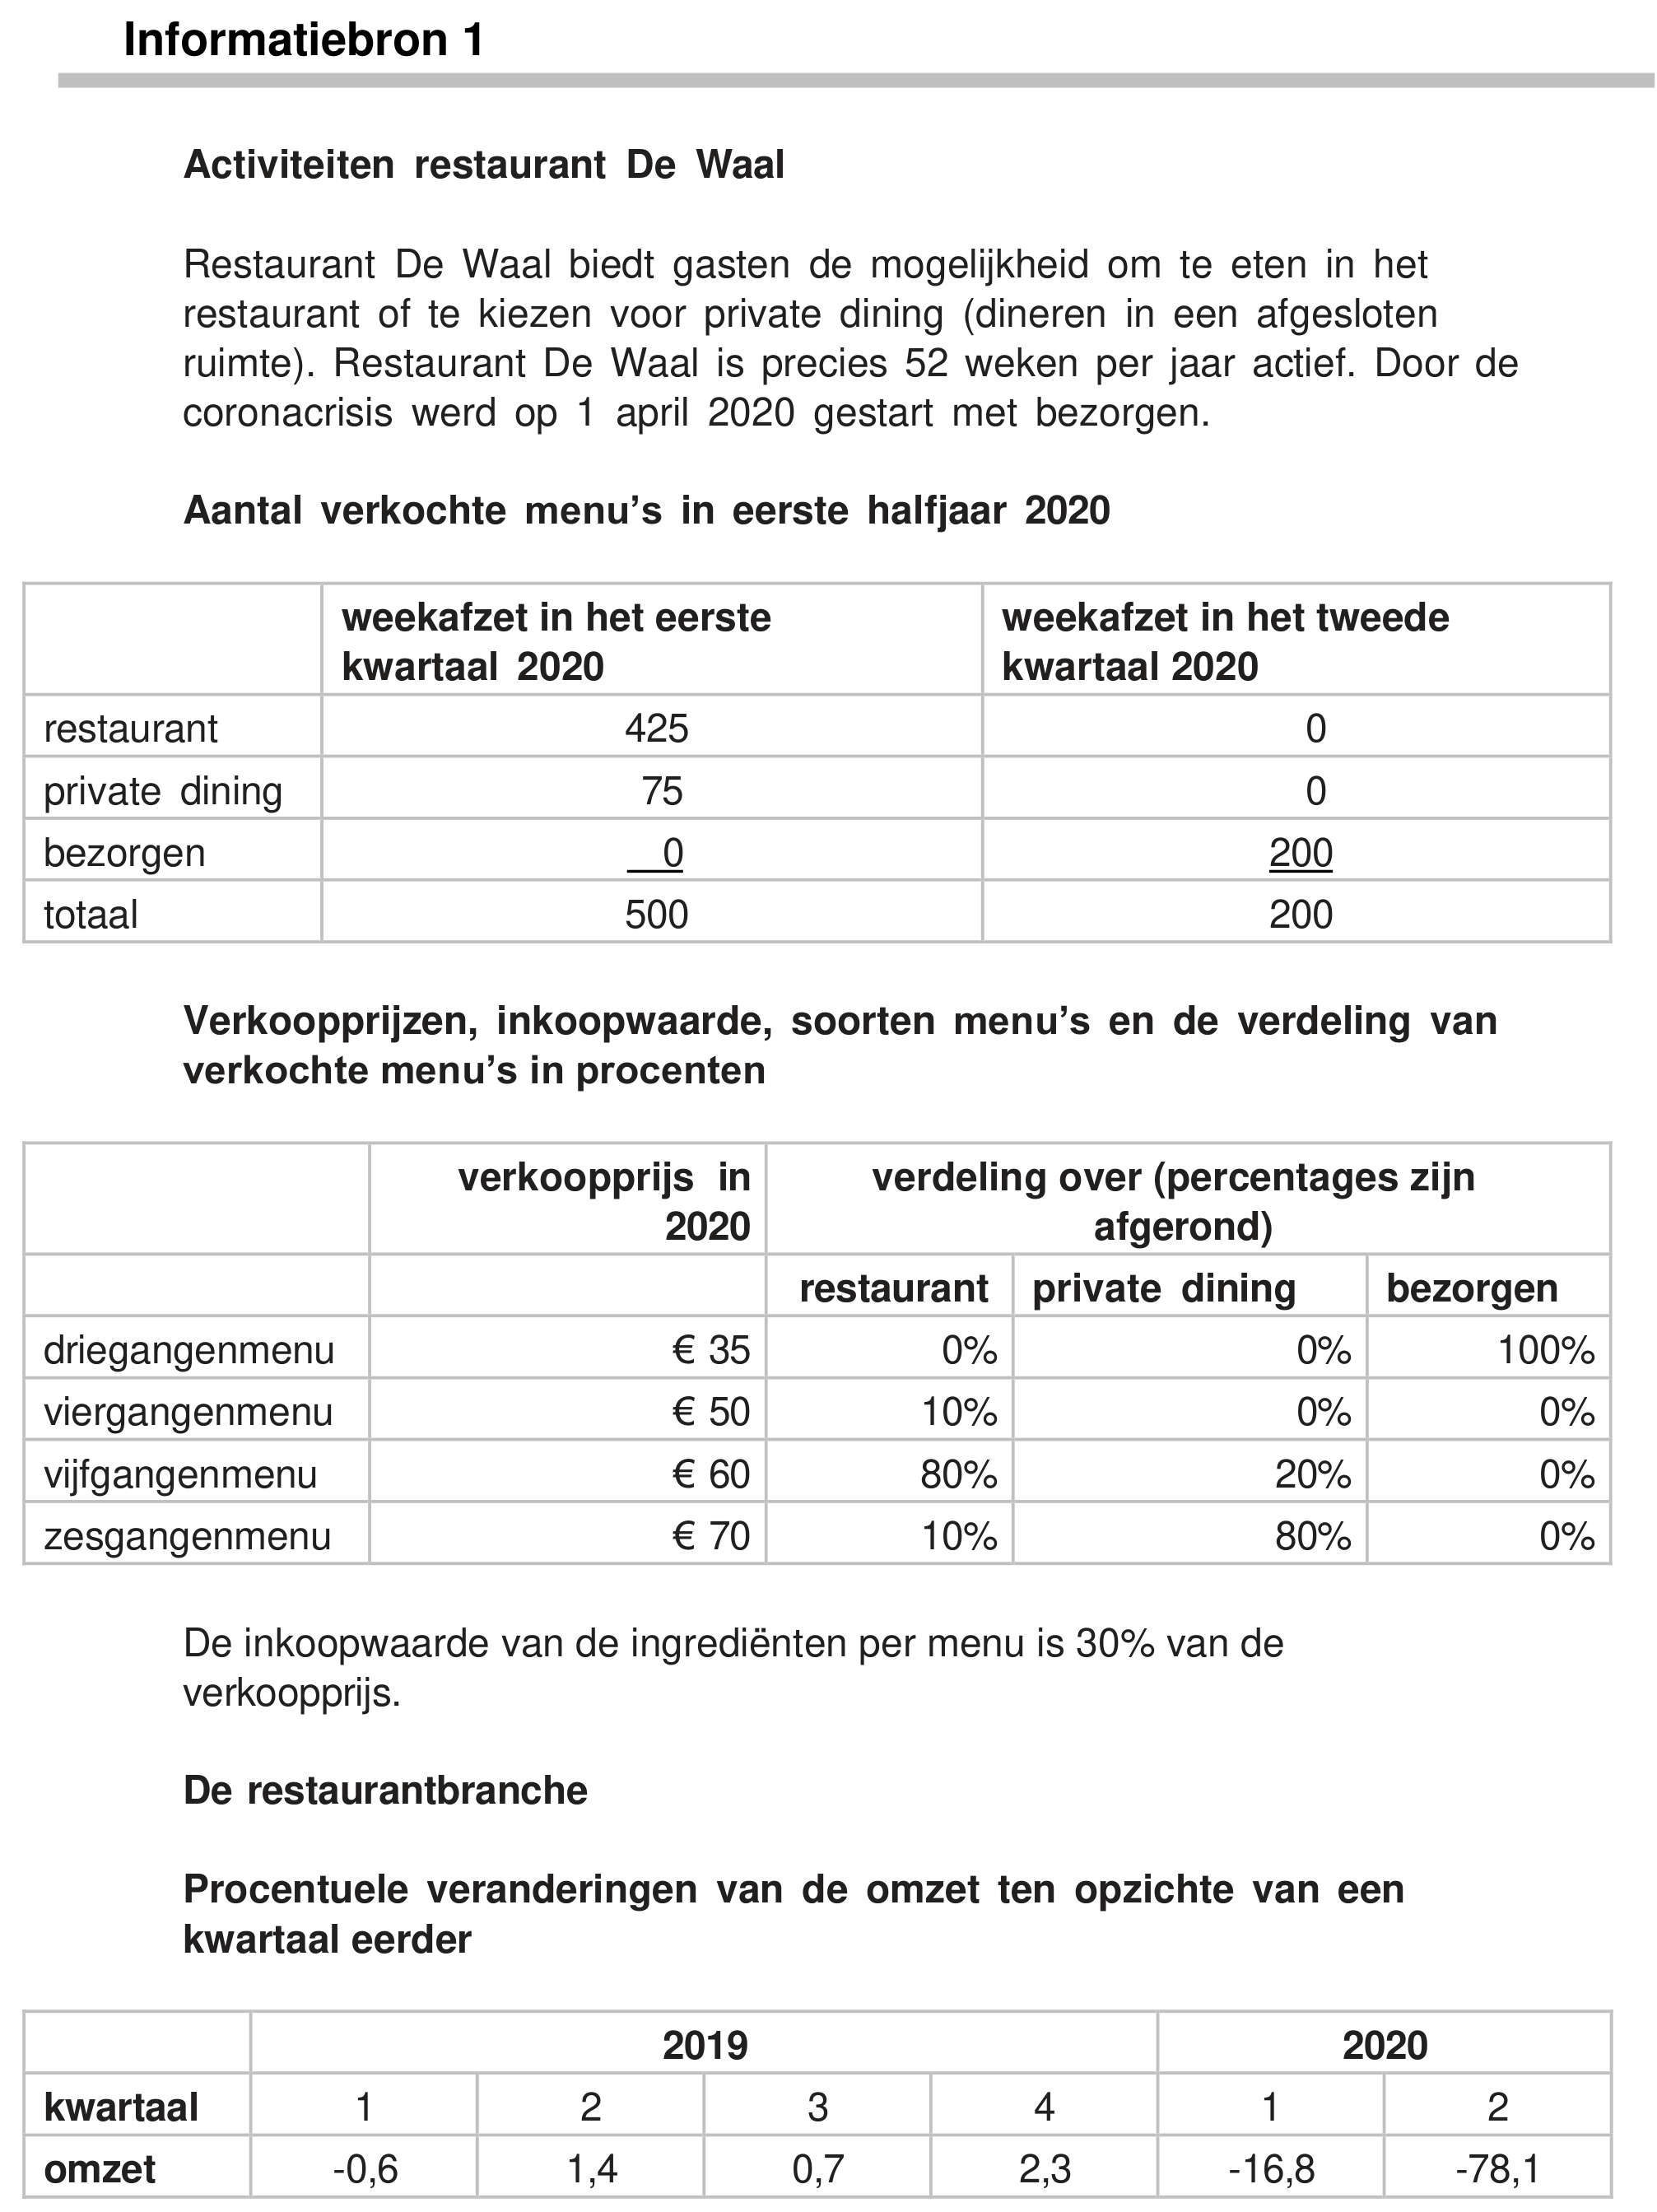 Informatiebron 1
Activiteiten restaurant De Waal
Restaurant De Waal biedt gasten de mogelijkheid om te eten in het
restaurant of te kiezen voor private dining (dineren in een afgesloten
ruimte). Restaurant De Waal is precies 52 weken per jaar actief. Door de
coronacrisis werd op 1 april 2020 gestart met bezorgen.
Aantal verkochte menu’s in eerste halfjaar 2020
weekafzet in het eerste kwartaal 2020 weekafzet in het tweede kwartaal 2020
restaurant 425 0
private dining 75 0
bezorgen 0 200
totaal 500 200
Verkoopprijzen, inkoopwaarde, soorten menu’s en de verdeling van
verkochte menu’s in procenten
verkoopprijs in 2020 verdeling over (percentages zijn afgerond)
restaurant private dining bezorgen
driegangenmenu € 35 0% 0% 100%
viergangenmenu € 50 10% 0% 0%
vijfgangenmenu € 60 80% 20% 0%
zesgangenmenu € 70 10% 80% 0%
De inkoopwaarde van de ingrediënten per menu is 30% van de
verkoopprijs.
De restaurantbranche
Procentuele veranderingen van de omzet ten opzichte van een
kwartaal eerder
2019 2020
kwartaal 1 2 3 4 1 2
omzet -0,6 1,4 0,7 2,3 -16,8 -78,1